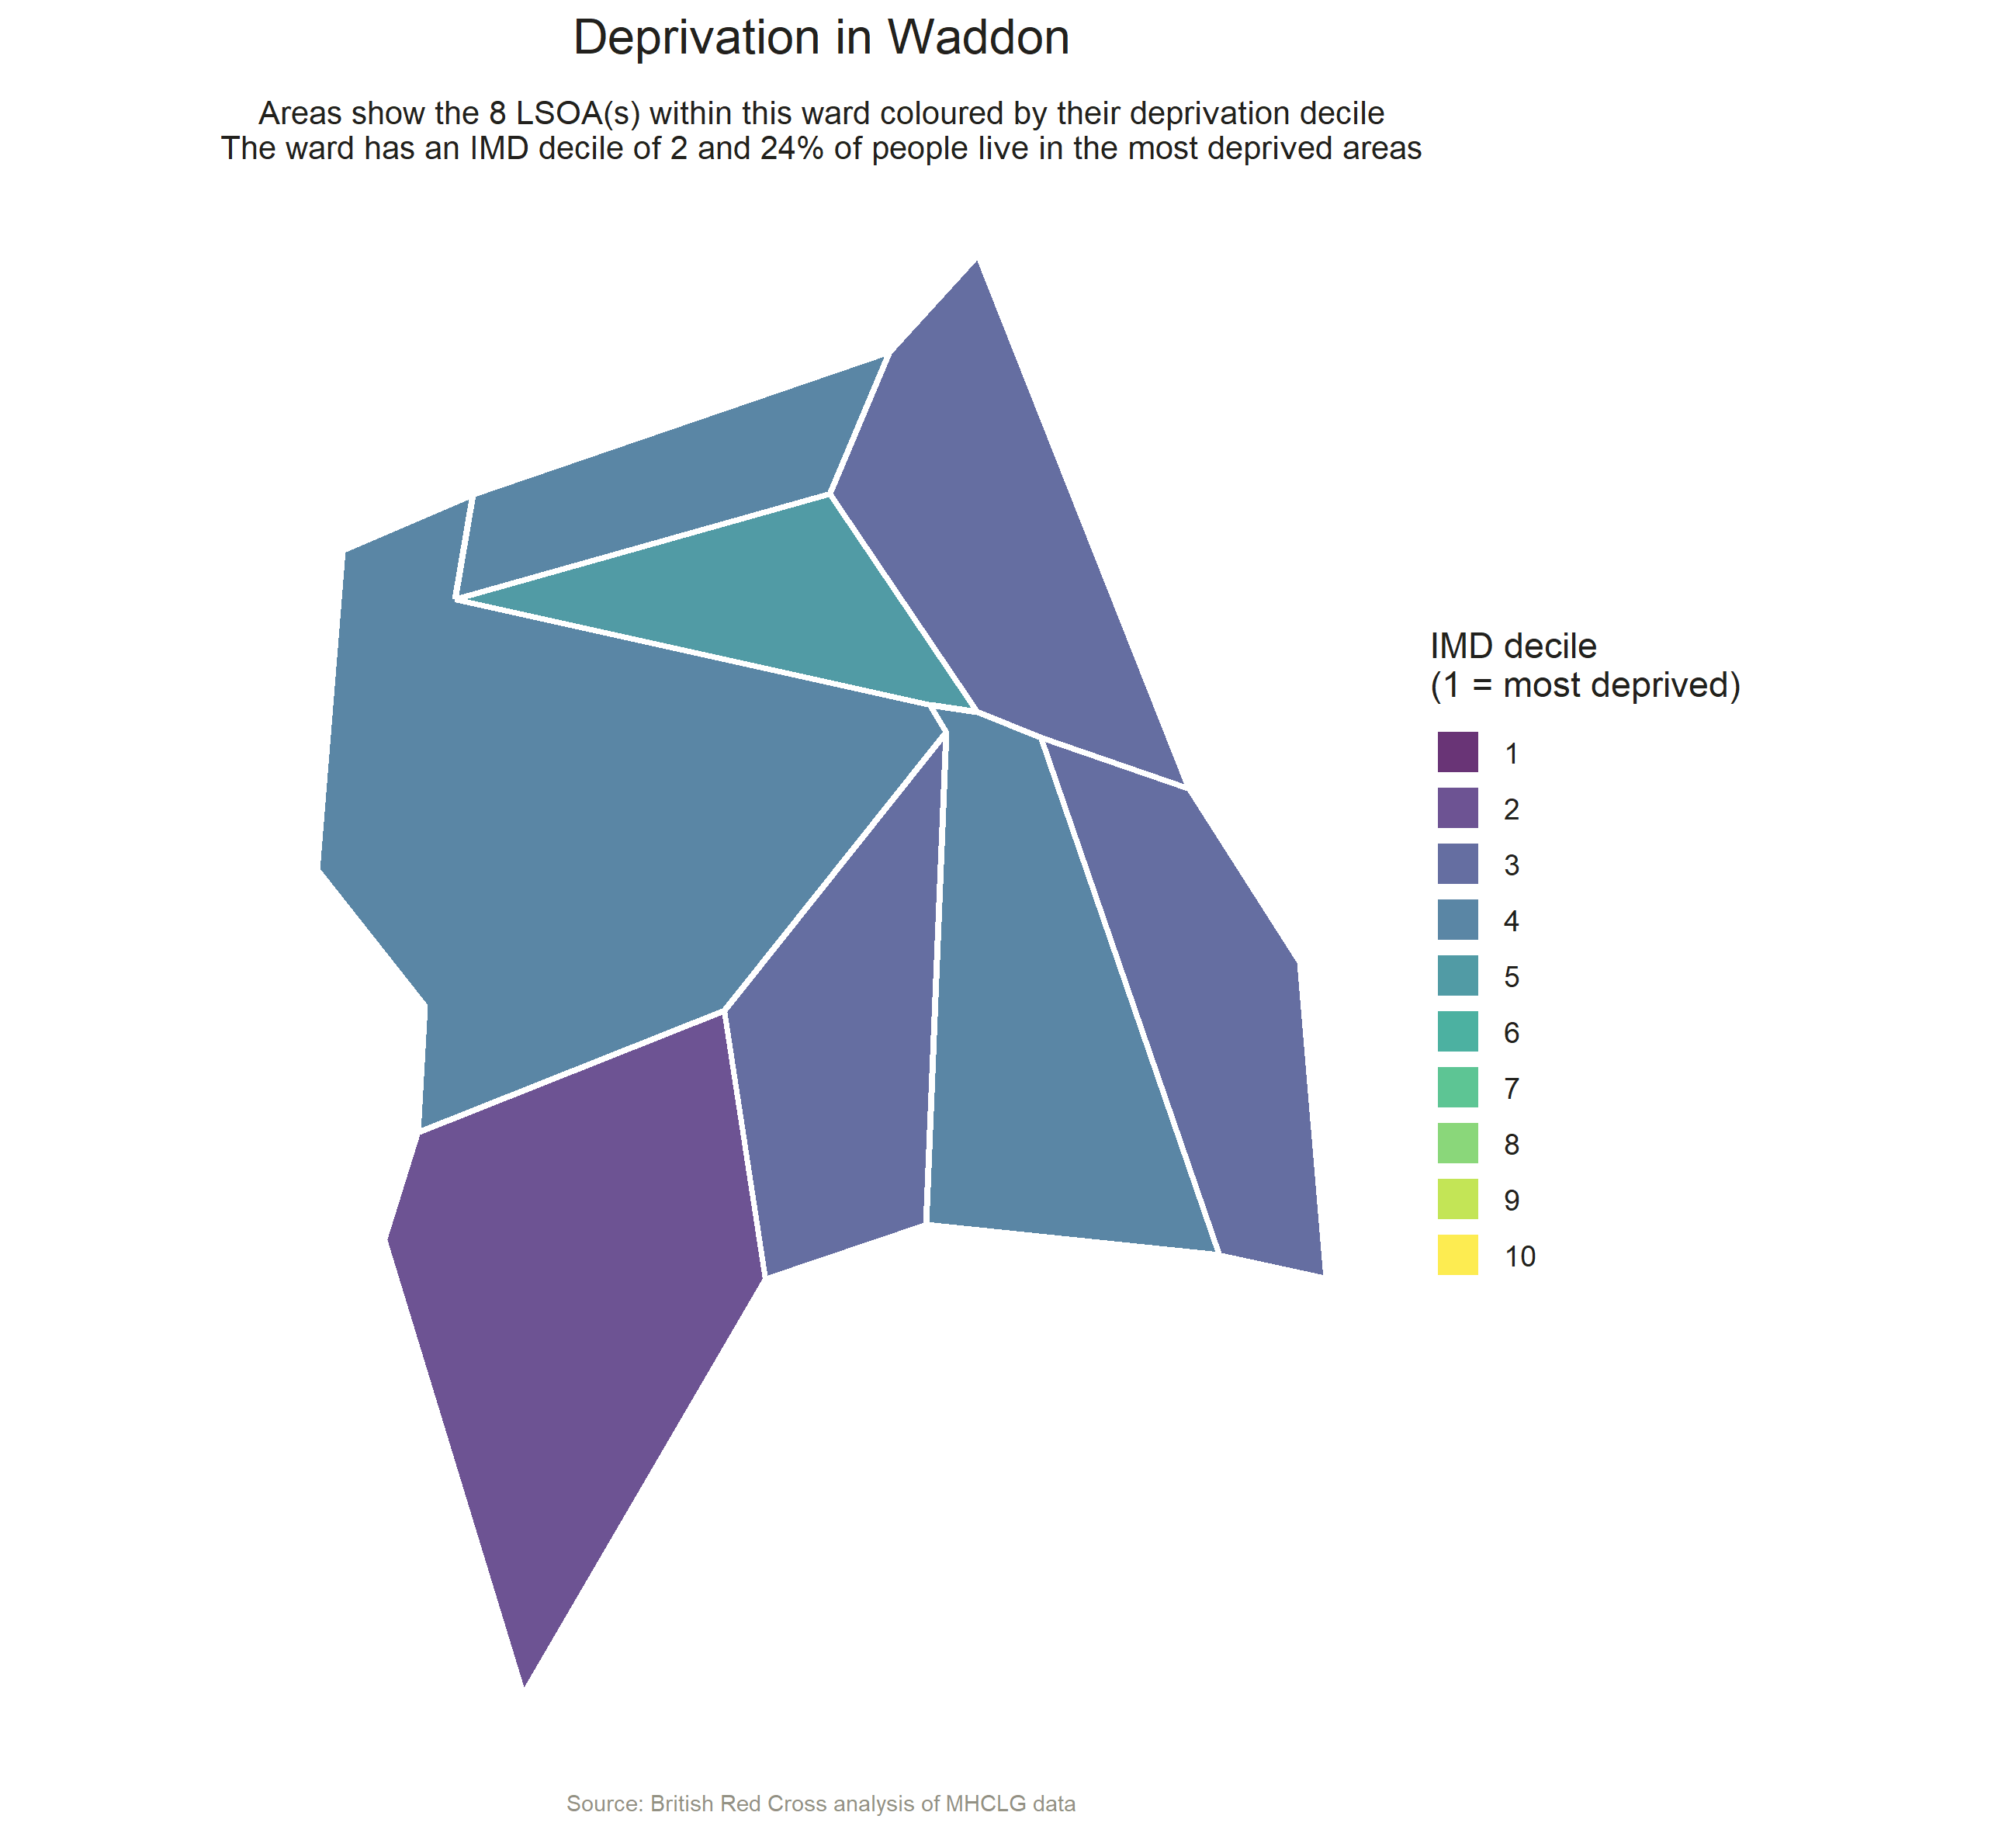 Deprivation in Waddon
Areas show the 8 LSOA(s) within this ward coloured by their deprivation decile
The ward has an IMD decile of 2 and 24% of people live in the most deprived areas
IMD decile
(1 = most deprived)
1
2
3
4
5
6
7
8
9
10
Source: British Red Cross analysis of MHCLG data